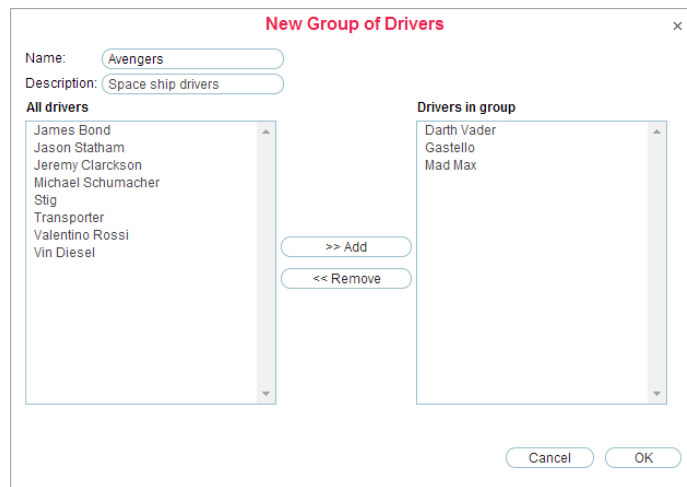 New Group of Drivers
×
Name: Avengers
Description: Space ship drivers
All drivers
James Bond
Jason Statham
Jeremy Clarckson
Michael Schumacher
Stig
Transporter
Valentino Rossi
Vin Diesel
>> Add
<< Remove
Drivers in group
Darth Vader
Gastello
Mad Max
Cancel
OK